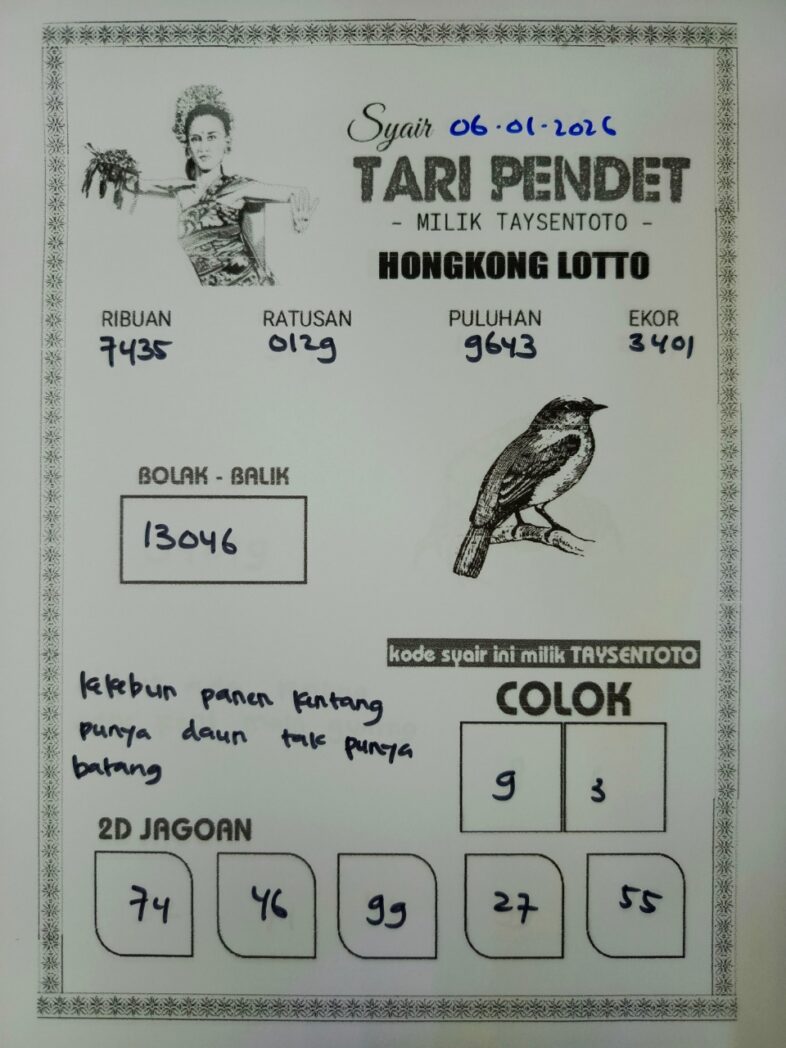 Syair 06-01-2026
TARI PENDET
- MILIK TAYSENTOTO -
HONGKONG LOTTO
RIBUAN RATUSAN PULUHAN EKOR
7435 0129 9643 3401
BOLAK - BALIK
13046
kode syair ini milik TAYSENTOTO
kekebun panen kentang
punya daun tak punya
batang
COLOK
9 3
2D JAGOAN
74 46 99 27 55